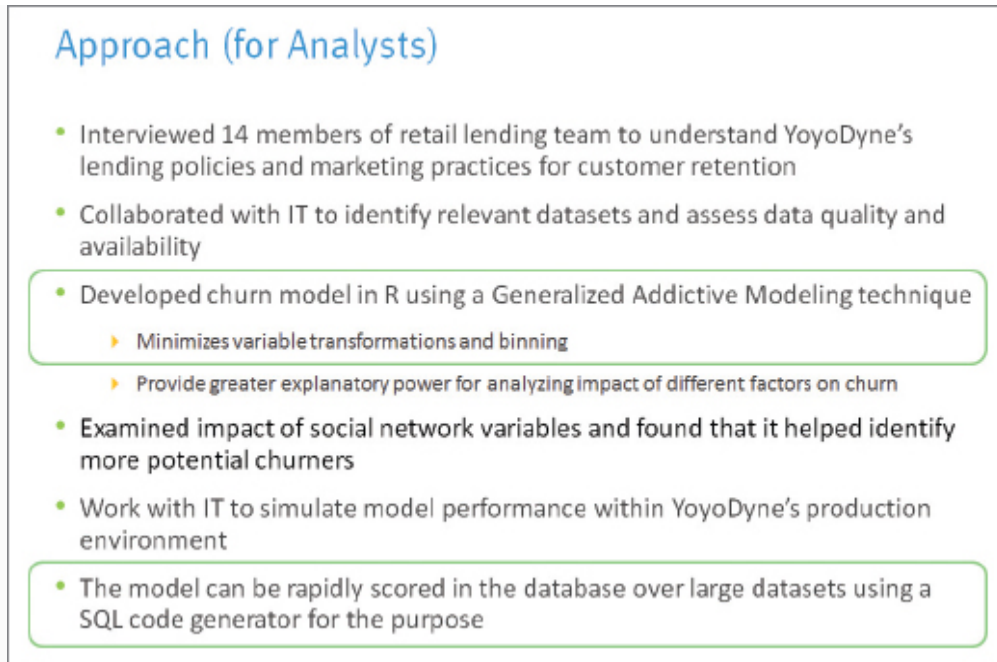 Approach (for Analysts)
• Interviewed 14 members of retail lending team to understand YoyoDyne's
lending policies and marketing practices for customer retention
• Collaborated with IT to identify relevant datasets and assess data quality and
availability
• Developed churn model in R using a Generalized Addictive Modeling technique
Minimizes variable transformations and binning
Provide greater explanatory power for analyzing impact of different factors on churn
• Examined impact of social network variables and found that it helped identify
more potential churners
• Work with IT to simulate model performance within YoyoDyne's production
environment
• The model can be rapidly scored in the database over large datasets using a
SQL code generator for the purpose